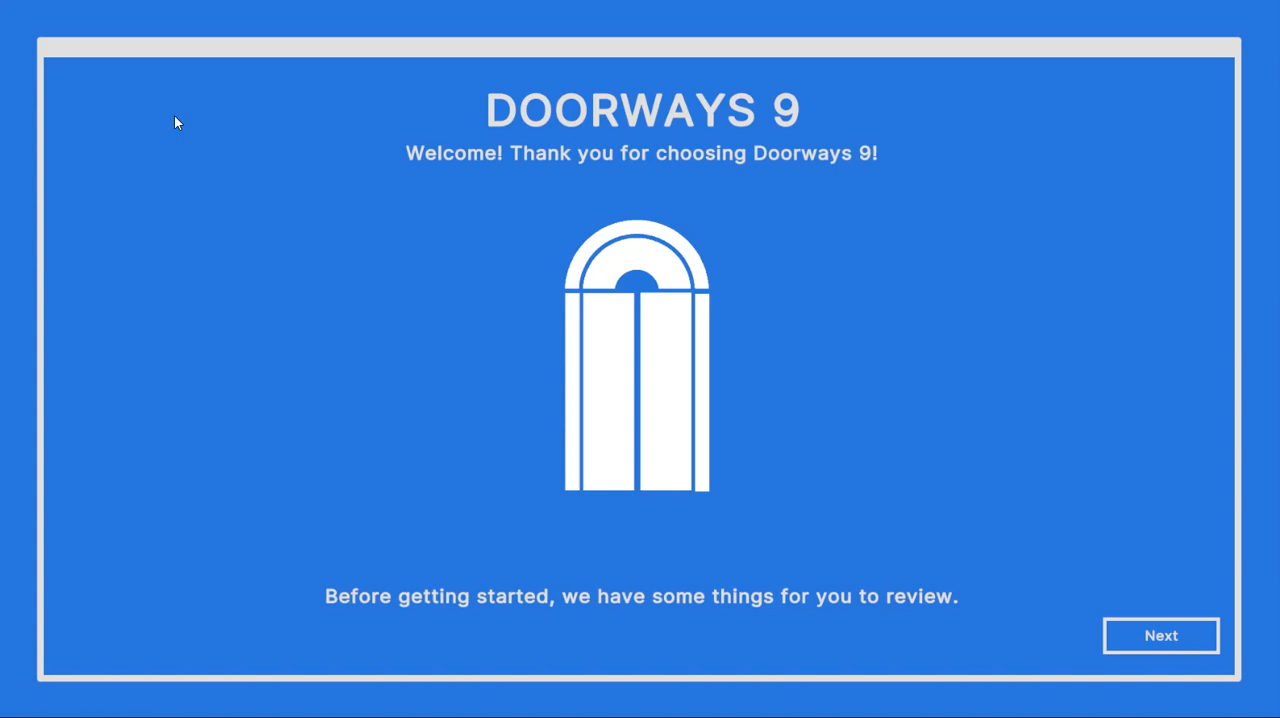 DOORWAYS 9
Welcome! Thank you for choosing Doorways 9!
Before getting started, we have some things for you to review.
Next